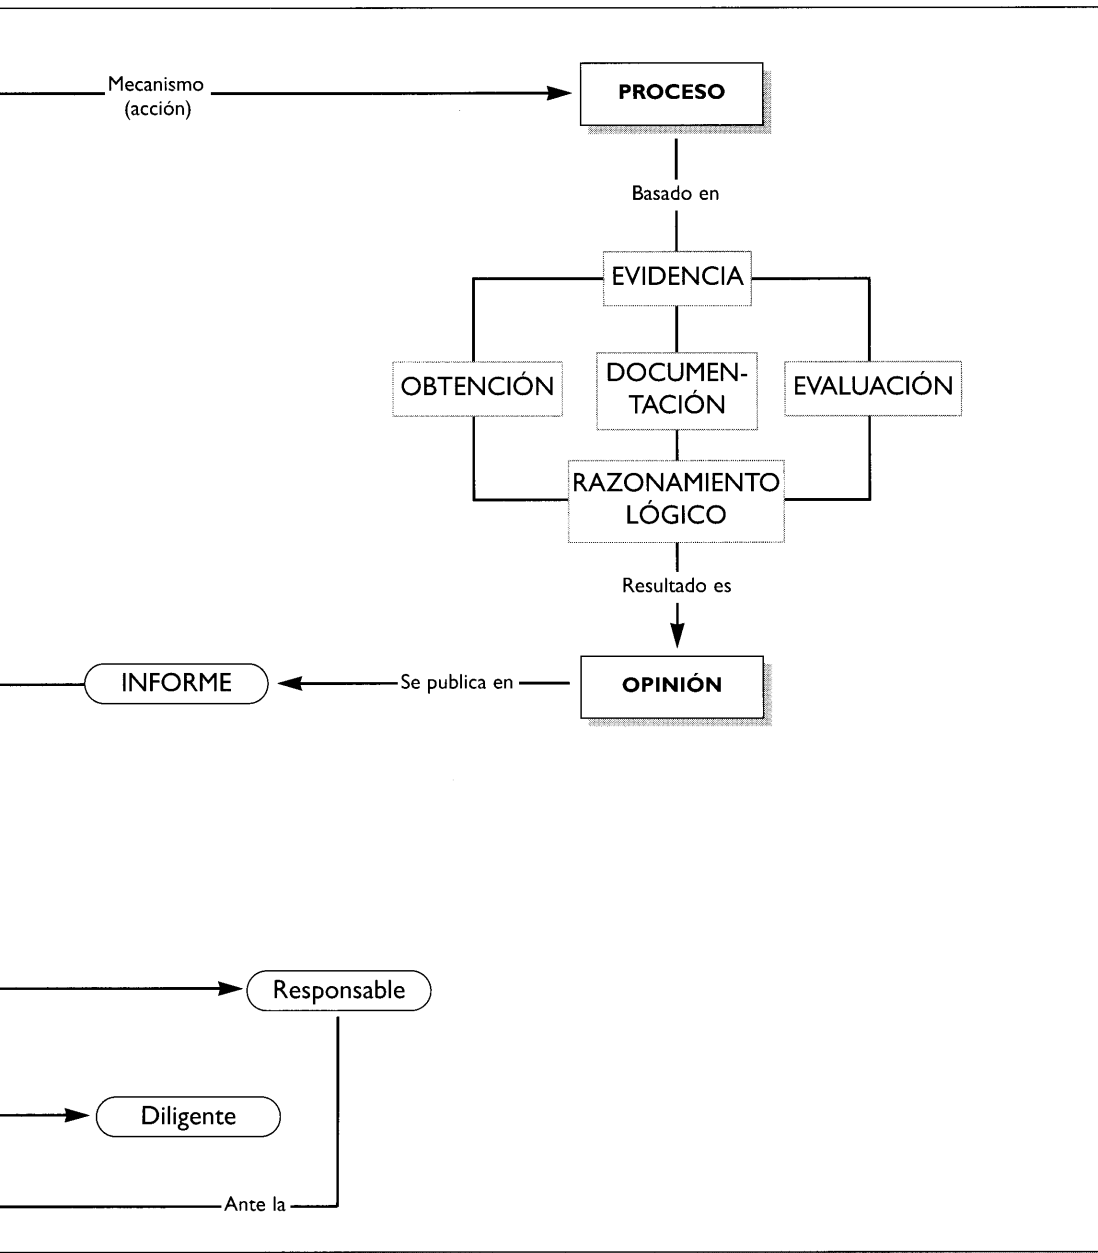 Mecanismo
(acción)
PROCESO
Basado en
EVIDENCIA
OBTENCIÓN
DOCUMEN-
TACIÓN
EVALUACIÓN
RAZONAMIENTO
LÓGICO
Resultado es
INFORME
Se publica en
OPINIÓN
Responsable
Diligente
Ante la